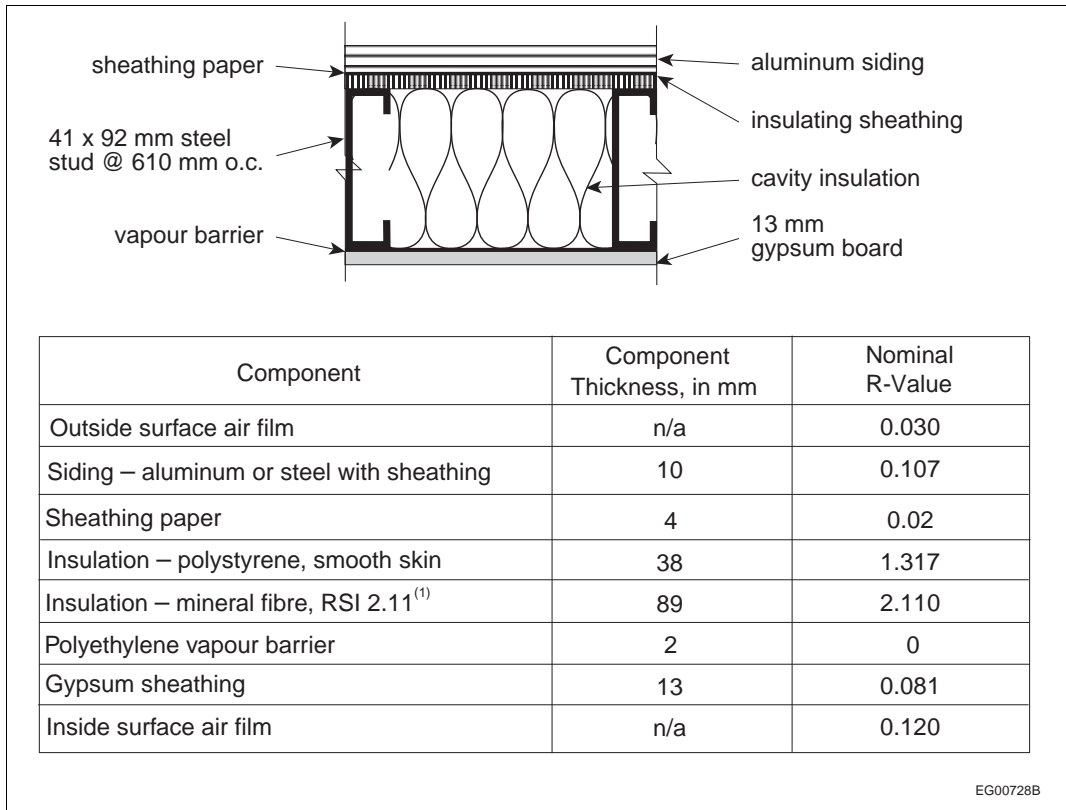 sheathing paper
aluminum siding
insulating sheathing
41 x 92 mm steel
stud @ 610 mm o.c.
cavity insulation
vapour barrier
13 mm
gypsum board
Component
Component
Thickness, in mm
Nominal
R-Value
Outside surface air film n/a 0.030
Siding – aluminum or steel with sheathing 10 0.107
Sheathing paper 4 0.02
Insulation – polystyrene, smooth skin 38 1.317
Insulation – mineral fibre, RSI 2.11(1) 89 2.110
Polyethylene vapour barrier 2 0
Gypsum sheathing 13 0.081
Inside surface air film n/a 0.120
EG00728B